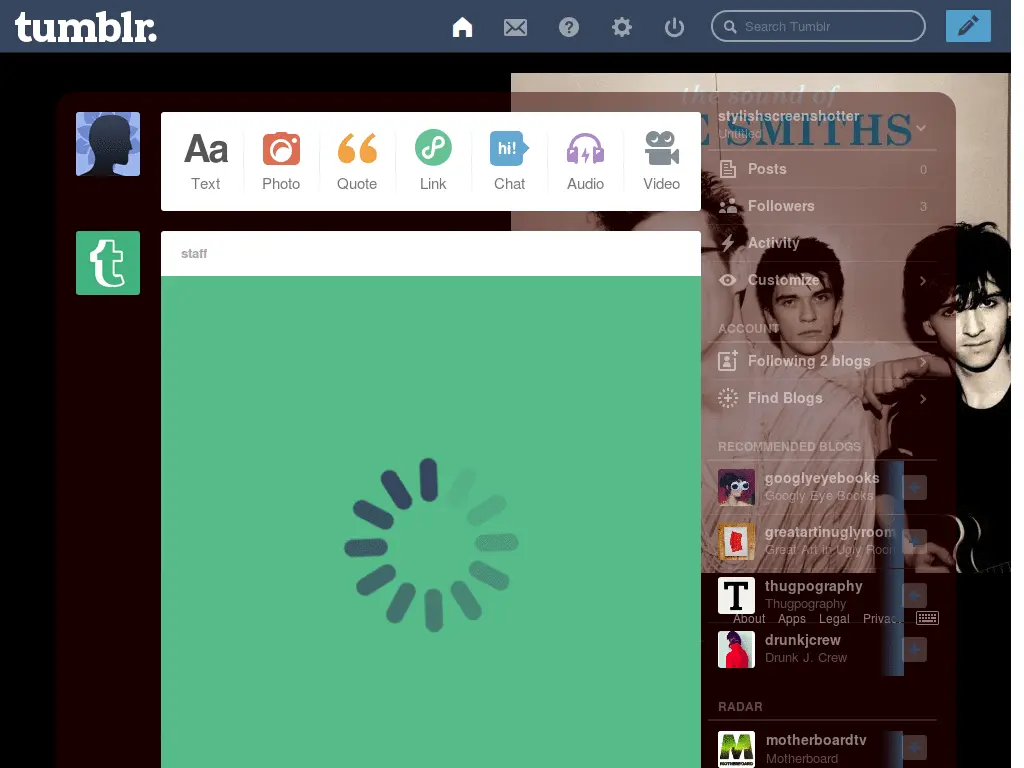 tumblr.
Search Tumblr
the sound of
E SMITHS
stylishscreenshotter
Untitled
Aa
hi!
Text
Photo
Quote
Link
Chat
Audio
Video
Posts
0
Followers
3
Activity
Customize
t
staff
ACCOUNT
Following 2 blogs
Find Blogs
RECOMMENDED BLOGS
googlyeyebooks
Googly Eye Books
greatartinuglyroom
Great Art in Ugly Roo
T
thugpography
Thugpography
About Apps Legal Privac
drunkjcrew
Drunk J. Crew
RADAR
M
MOTHERBOARD
motherboardtv
Motherboard